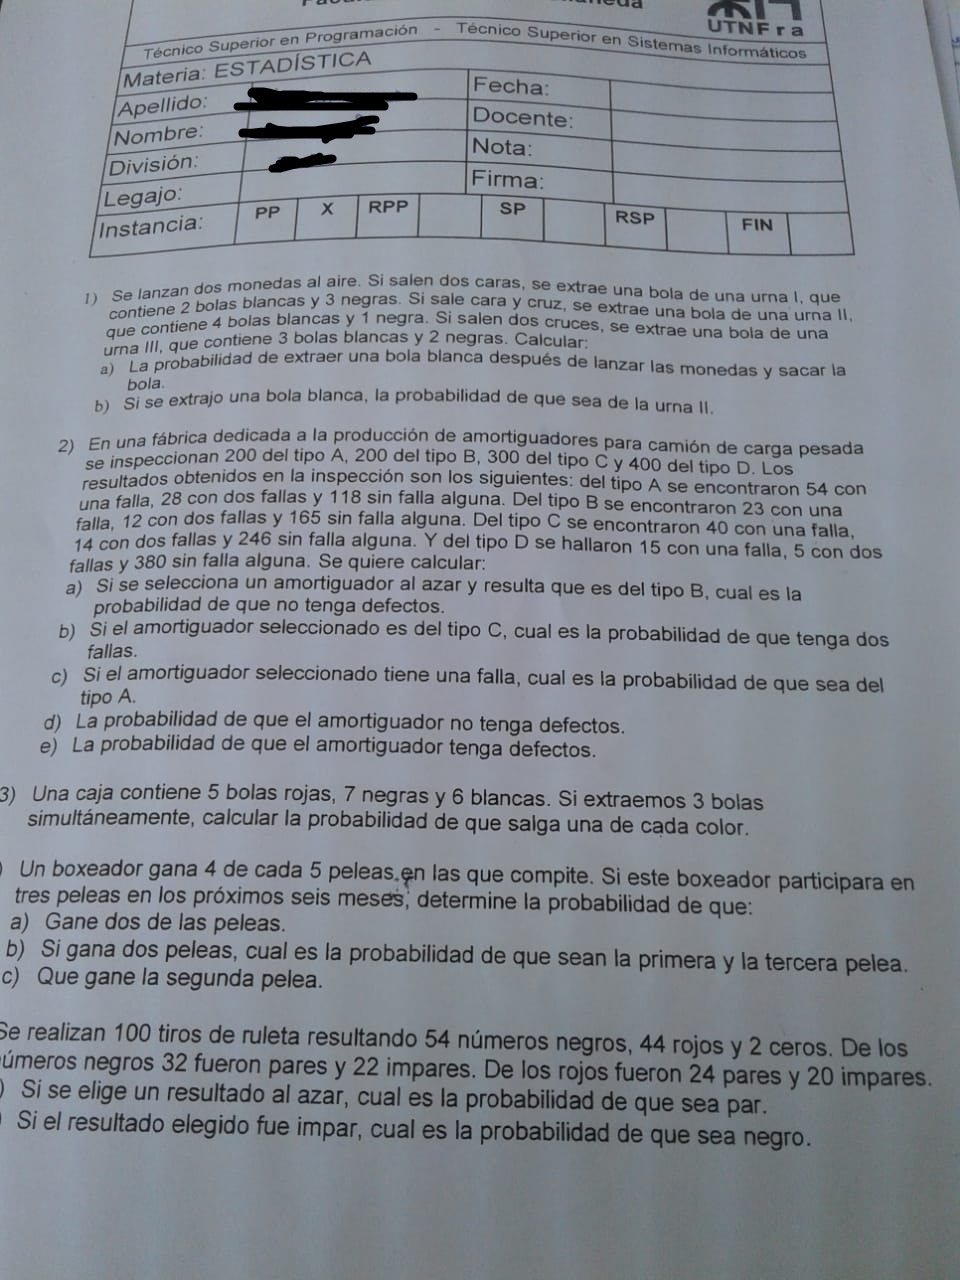 UTNFra
Técnico Superior en Programación - Técnico Superior en Sistemas Informáticos
Materia: ESTADÍSTICA
Apellido: Fecha:
Nombre: Docente:
División: Nota:
Legajo: Firma:
Instancia: PP X RPP SP RSP FIN
1) Se lanzan dos monedas al aire. Si salen dos caras, se extrae una bola de una urna I, que
contiene 2 bolas blancas y 3 negras. Si sale cara y cruz, se extrae una bola de una urna II,
que contiene 4 bolas blancas y 1 negra. Si salen dos cruces, se extrae una bola de una
urna III, que contiene 3 bolas blancas y 2 negras. Calcular:
a) La probabilidad de extraer una bola blanca después de lanzar las monedas y sacar la
bola.
b) Si se extrajo una bola blanca, la probabilidad de que sea de la urna II.
2) En una fábrica dedicada a la producción de amortiguadores para camión de carga pesada
se inspeccionan 200 del tipo A, 200 del tipo B, 300 del tipo C y 400 del tipo D. Los
resultados obtenidos en la inspección son los siguientes: del tipo A se encontraron 54 con
una falla, 28 con dos fallas y 118 sin falla alguna. Del tipo B se encontraron 23 con una
falla, 12 con dos fallas y 165 sin falla alguna. Del tipo C se encontraron 40 con una falla,
14 con dos fallas y 246 sin falla alguna. Y del tipo D se hallaron 15 con una falla, 5 con dos
fallas y 380 sin falla alguna. Se quiere calcular:
a) Si se selecciona un amortiguador al azar y resulta que es del tipo B, cual es la
probabilidad de que no tenga defectos.
b) Si el amortiguador seleccionado es del tipo C, cual es la probabilidad de que tenga dos
fallas.
c) Si el amortiguador seleccionado tiene una falla, cual es la probabilidad de que sea del
tipo A.
d) La probabilidad de que el amortiguador no tenga defectos.
e) La probabilidad de que el amortiguador tenga defectos.
3) Una caja contiene 5 bolas rojas, 7 negras y 6 blancas. Si extraemos 3 bolas
simultáneamente, calcular la probabilidad de que salga una de cada color.
) Un boxeador gana 4 de cada 5 peleas en las que compite. Si este boxeador participara en
tres peleas en los próximos seis meses, determine la probabilidad de que:
a) Gane dos de las peleas.
b) Si gana dos peleas, cual es la probabilidad de que sean la primera y la tercera pelea.
c) Que gane la segunda pelea.
Se realizan 100 tiros de ruleta resultando 54 números negros, 44 rojos y 2 ceros. De los
números negros 32 fueron pares y 22 impares. De los rojos fueron 24 pares y 20 impares.
) Si se elige un resultado al azar, cual es la probabilidad de que sea par.
) Si el resultado elegido fue impar, cual es la probabilidad de que sea negro.